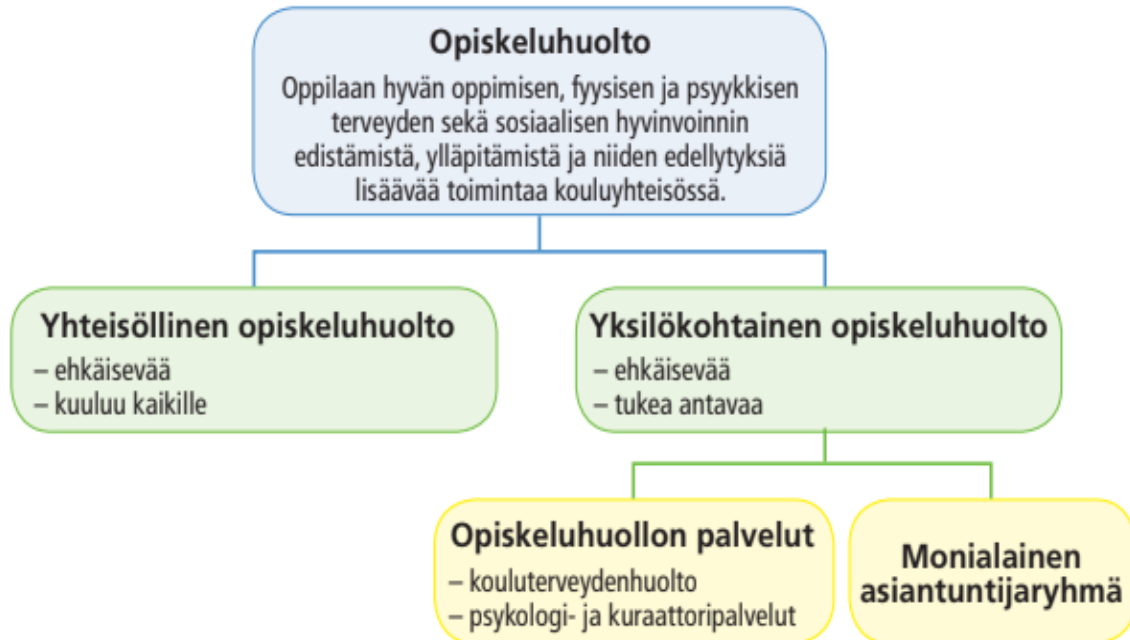 Opiskeluhuolto
Oppilaan hyvän oppimisen, fyysisen ja psyykkisen
terveyden sekä sosiaalisen hyvinvoinnin
edistämistä, ylläpitämistä ja niiden edellytyksiä
lisäävää toimintaa kouluyhteisössä.
Yhteisöllinen opiskeluhuolto
– ehkäisevää
– kuuluu kaikille
Yksilökohtainen opiskeluhuolto
– ehkäisevää
– tukea antavaa
Opiskeluhuollon palvelut
– kouluterveydenhuolto
– psykologi- ja kuraattoripalvelut
Monialainen
asiantuntijaryhmä